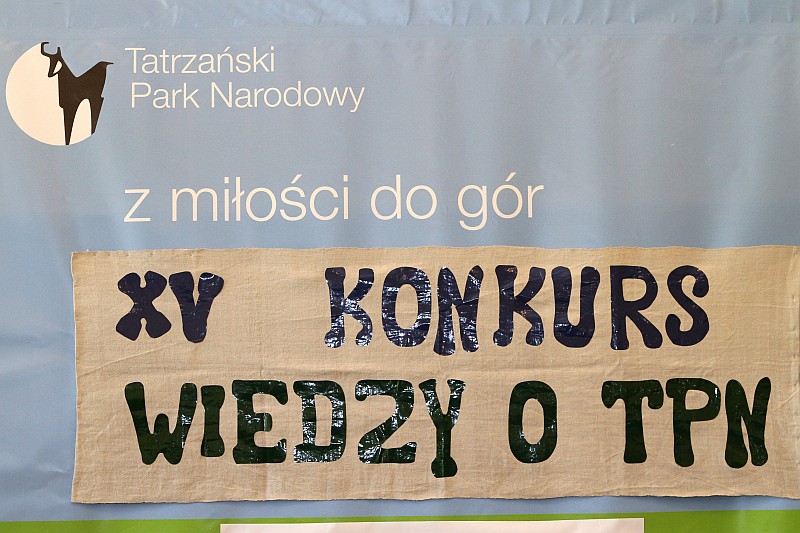 Tatrzański
Park Narodowy
z miłości do gór
XV KONKURS
WIEDZY O TPN